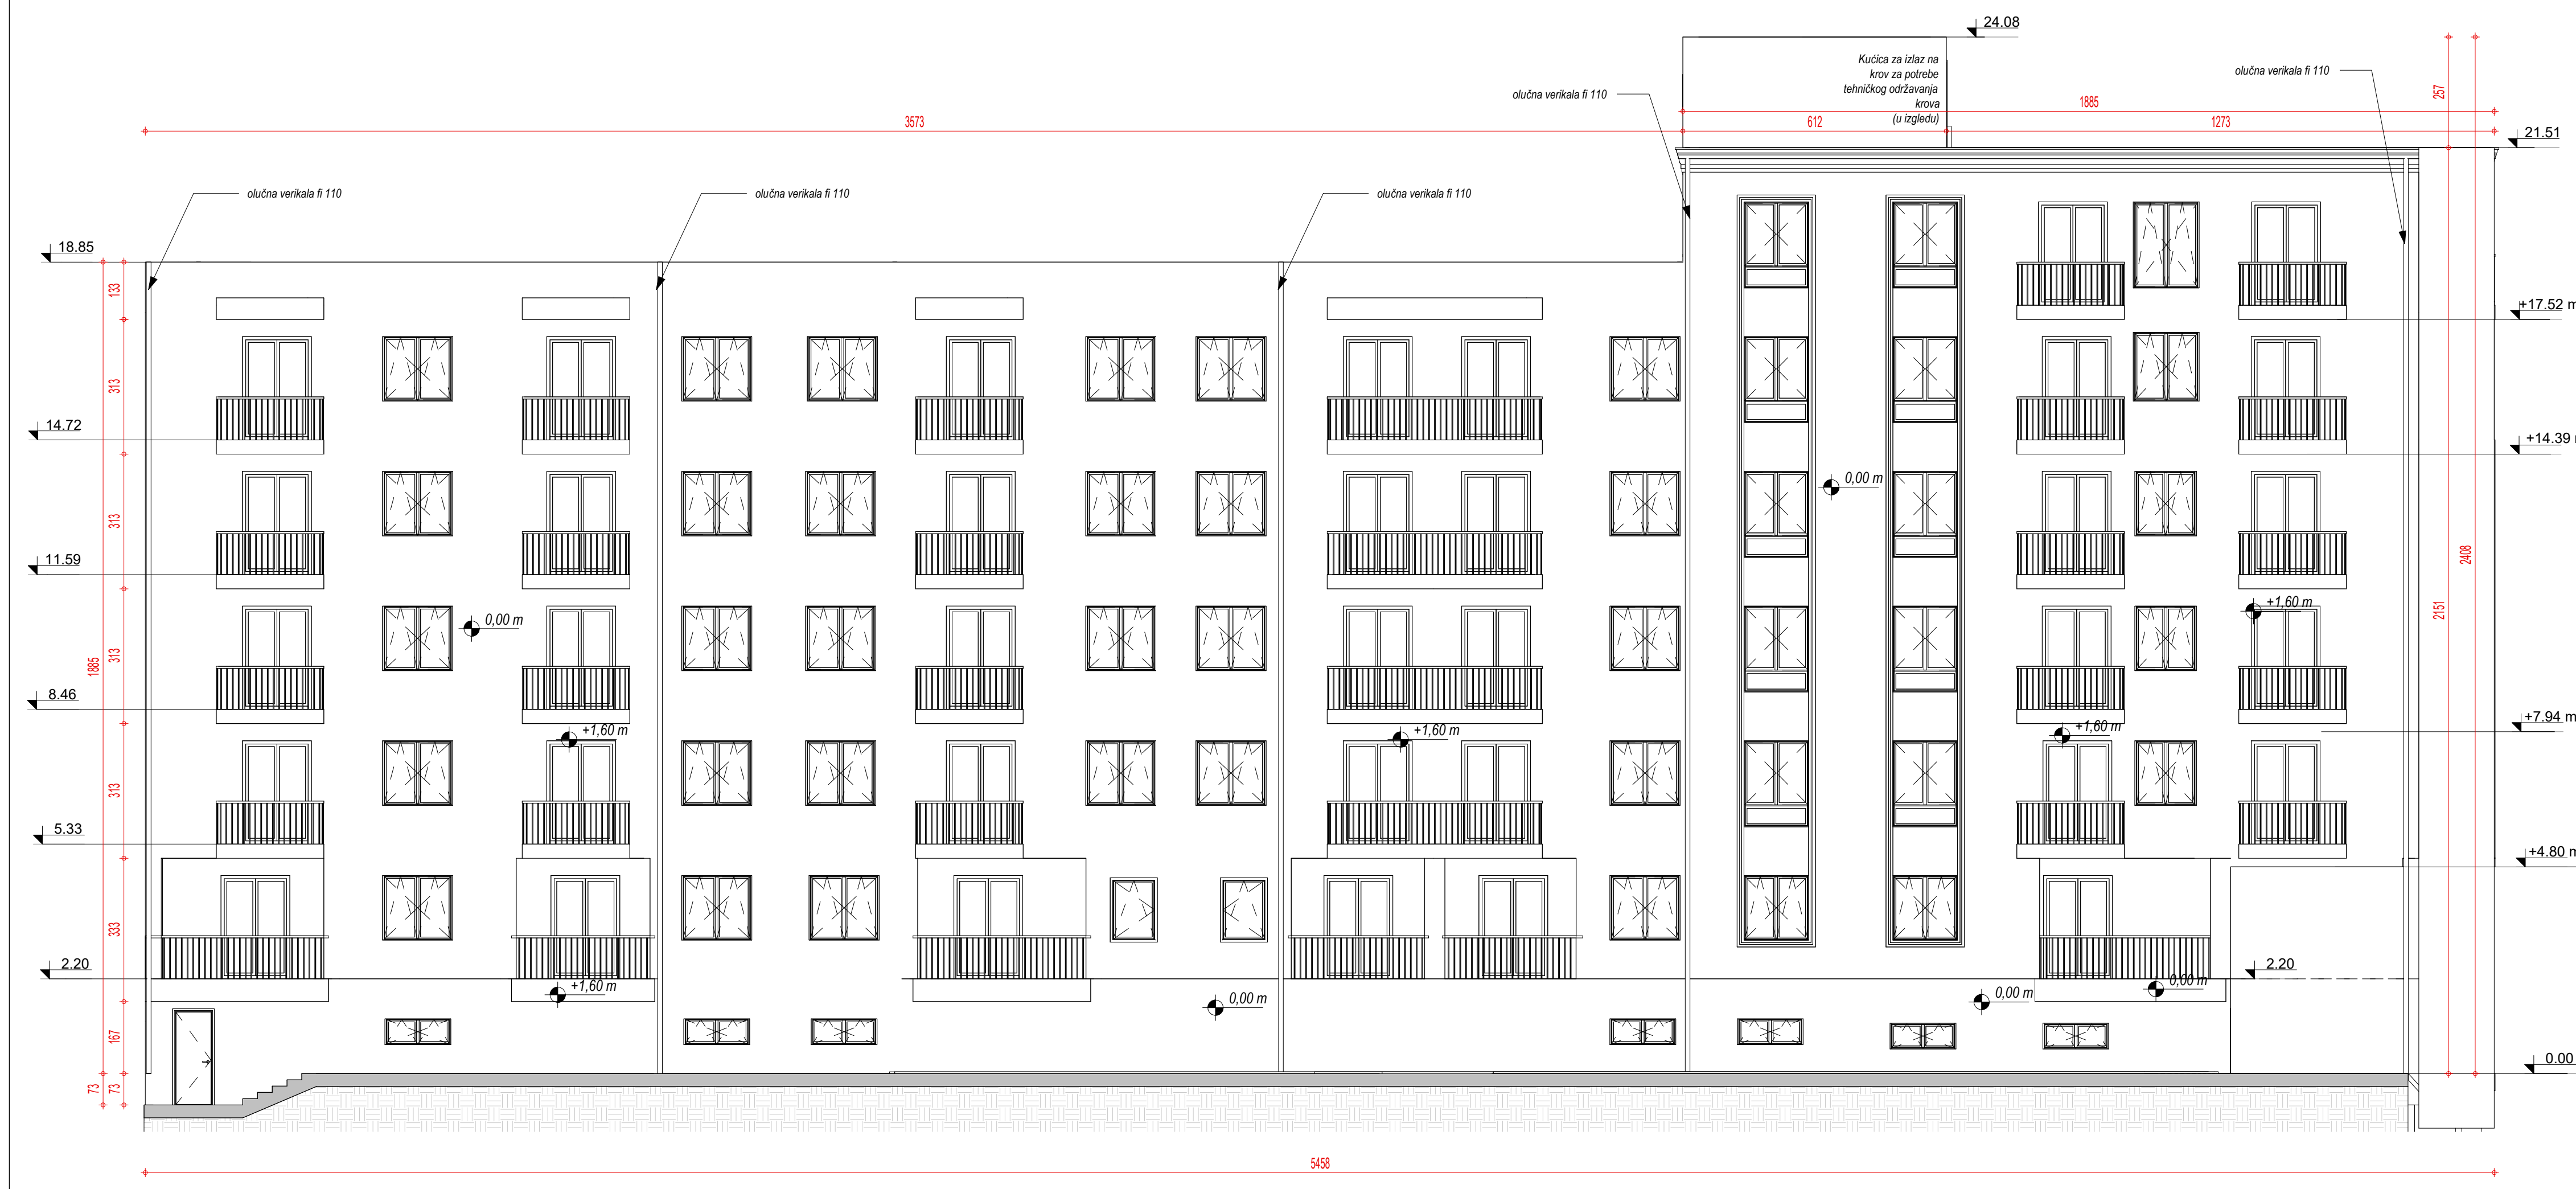 24.08
Kućica za izlaz na
krov za potrebe
tehničkog održavanja
krova
(u izgledu)
olučna verikala fi 110
olučna verikala fi 110
257
1885
3573
612
1273
21.51
olučna verikala fi 110
olučna verikala fi 110
olučna verikala fi 110
18.85
133
+17.52 m
313
14.72
+14.39
0,00 m
313
11.59
2408
0,00 m
+1,60 m
2151
313
1885
8.46
+7.94 m
+1,60 m
+1,60 m
+1,60 m
313
5.33
+4.80 m
333
2.20
2.20
+1,60 m
0,00 m
0,00 m
0,00 m
167
0.00
73
73
5458